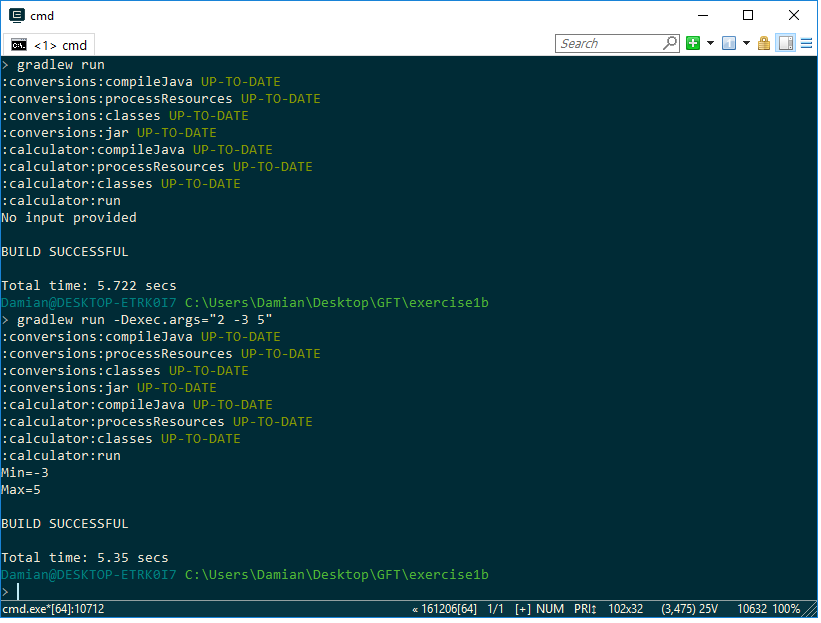 cmd
<1> cmd
Search
> gradlew run
:conversions:compileJava UP-TO-DATE
:conversions:processResources UP-TO-DATE
:conversions:classes UP-TO-DATE
:conversions:jar UP-TO-DATE
:calculator:compileJava UP-TO-DATE
:calculator:processResources UP-TO-DATE
:calculator:classes UP-TO-DATE
:calculator:run
No input provided
BUILD SUCCESSFUL
Total time: 5.722 secs
Damian@DESKTOP-ETRK0I7 C:\Users\Damian\Desktop\GFT\exercise1b
> gradlew run -Dexec.args="2 -3 5"
:conversions:compileJava UP-TO-DATE
:conversions:processResources UP-TO-DATE
:conversions:classes UP-TO-DATE
:conversions:jar UP-TO-DATE
:calculator:compileJava UP-TO-DATE
:calculator:processResources UP-TO-DATE
:calculator:classes UP-TO-DATE
:calculator:run
Min=-3
Max=5
BUILD SUCCESSFUL
Total time: 5.35 secs
Damian@DESKTOP-ETRK0I7 C:\Users\Damian\Desktop\GFT\exercise1b
>
cmd.exe*[64]:10712 « 161206[64] 1/1 [+] NUM PRI↕ 102x32 (3,475) 25V 10632 100%